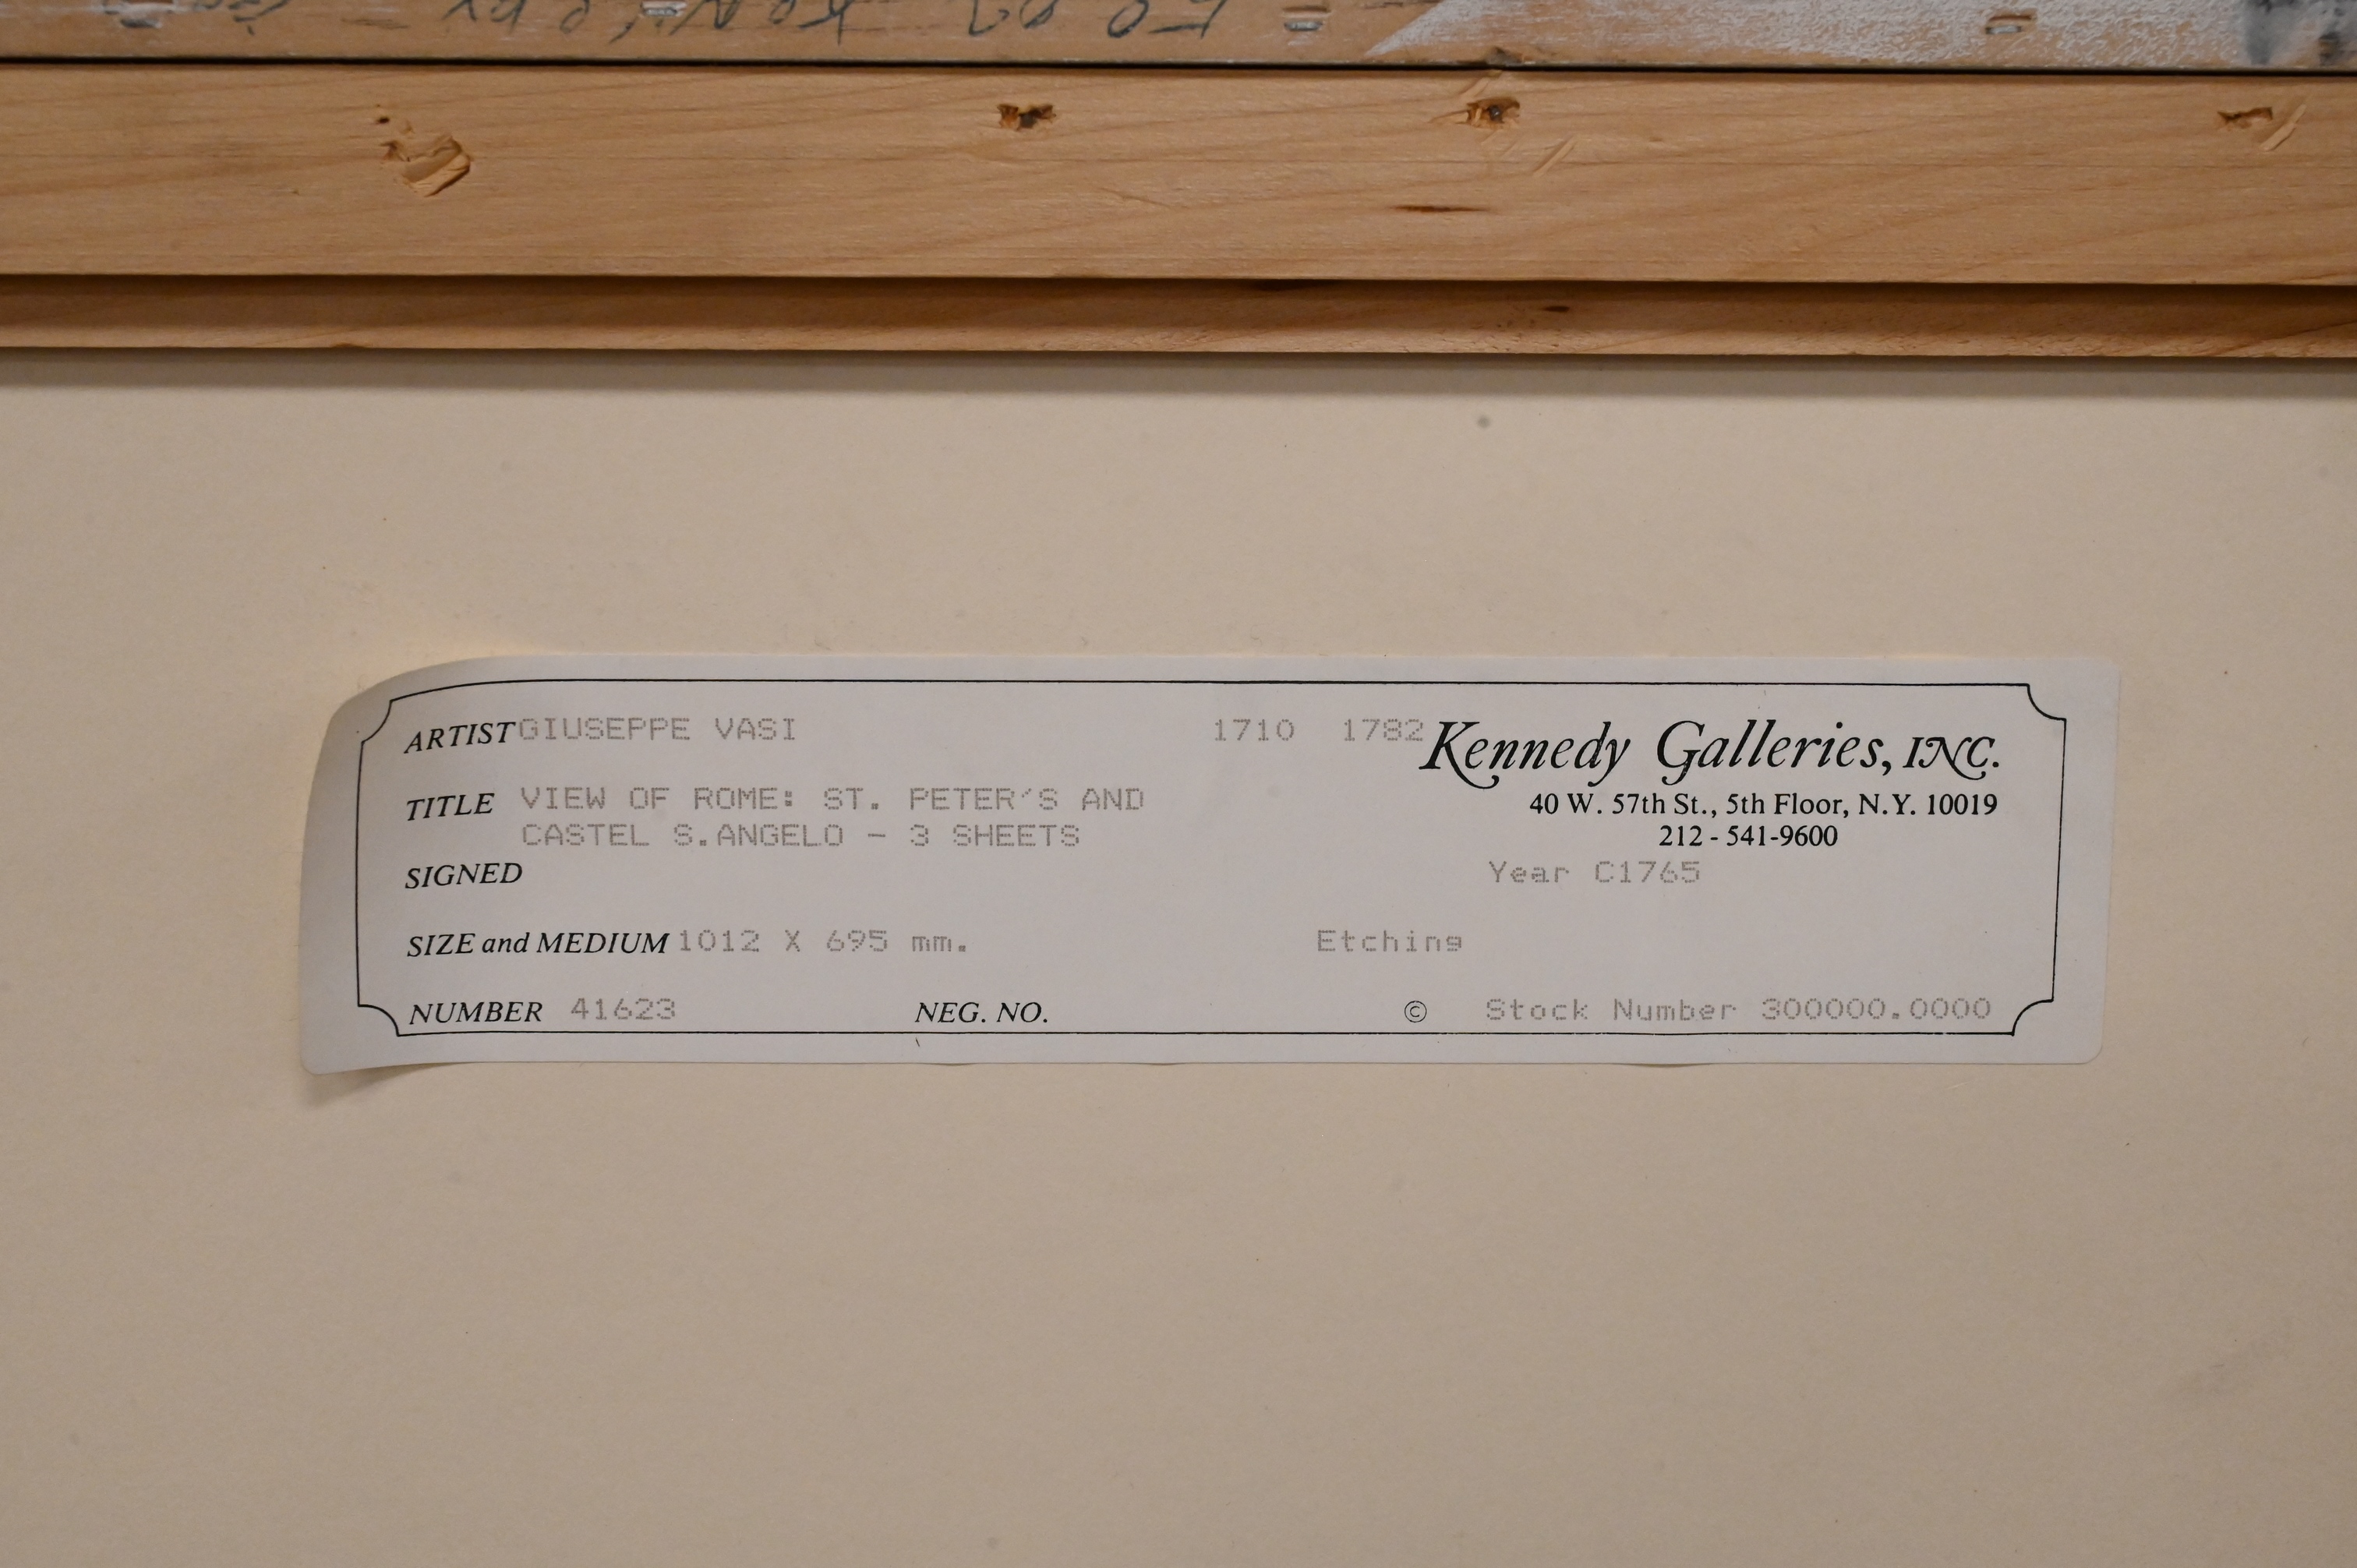 ARTIST GIUSEPPE VASI 1710 1782
Kennedy Galleries, INC.
40 W. 57th St., 5th Floor, N.Y. 10019
212 - 541-9600
TITLE VIEW OF ROME: ST. PETER'S AND
CASTEL S.ANGELO - 3 SHEETS
SIGNED Year C1765
SIZE and MEDIUM 1012 X 695 mm. Etching
NUMBER 41623 NEG. NO. © Stock Number 300000.0000